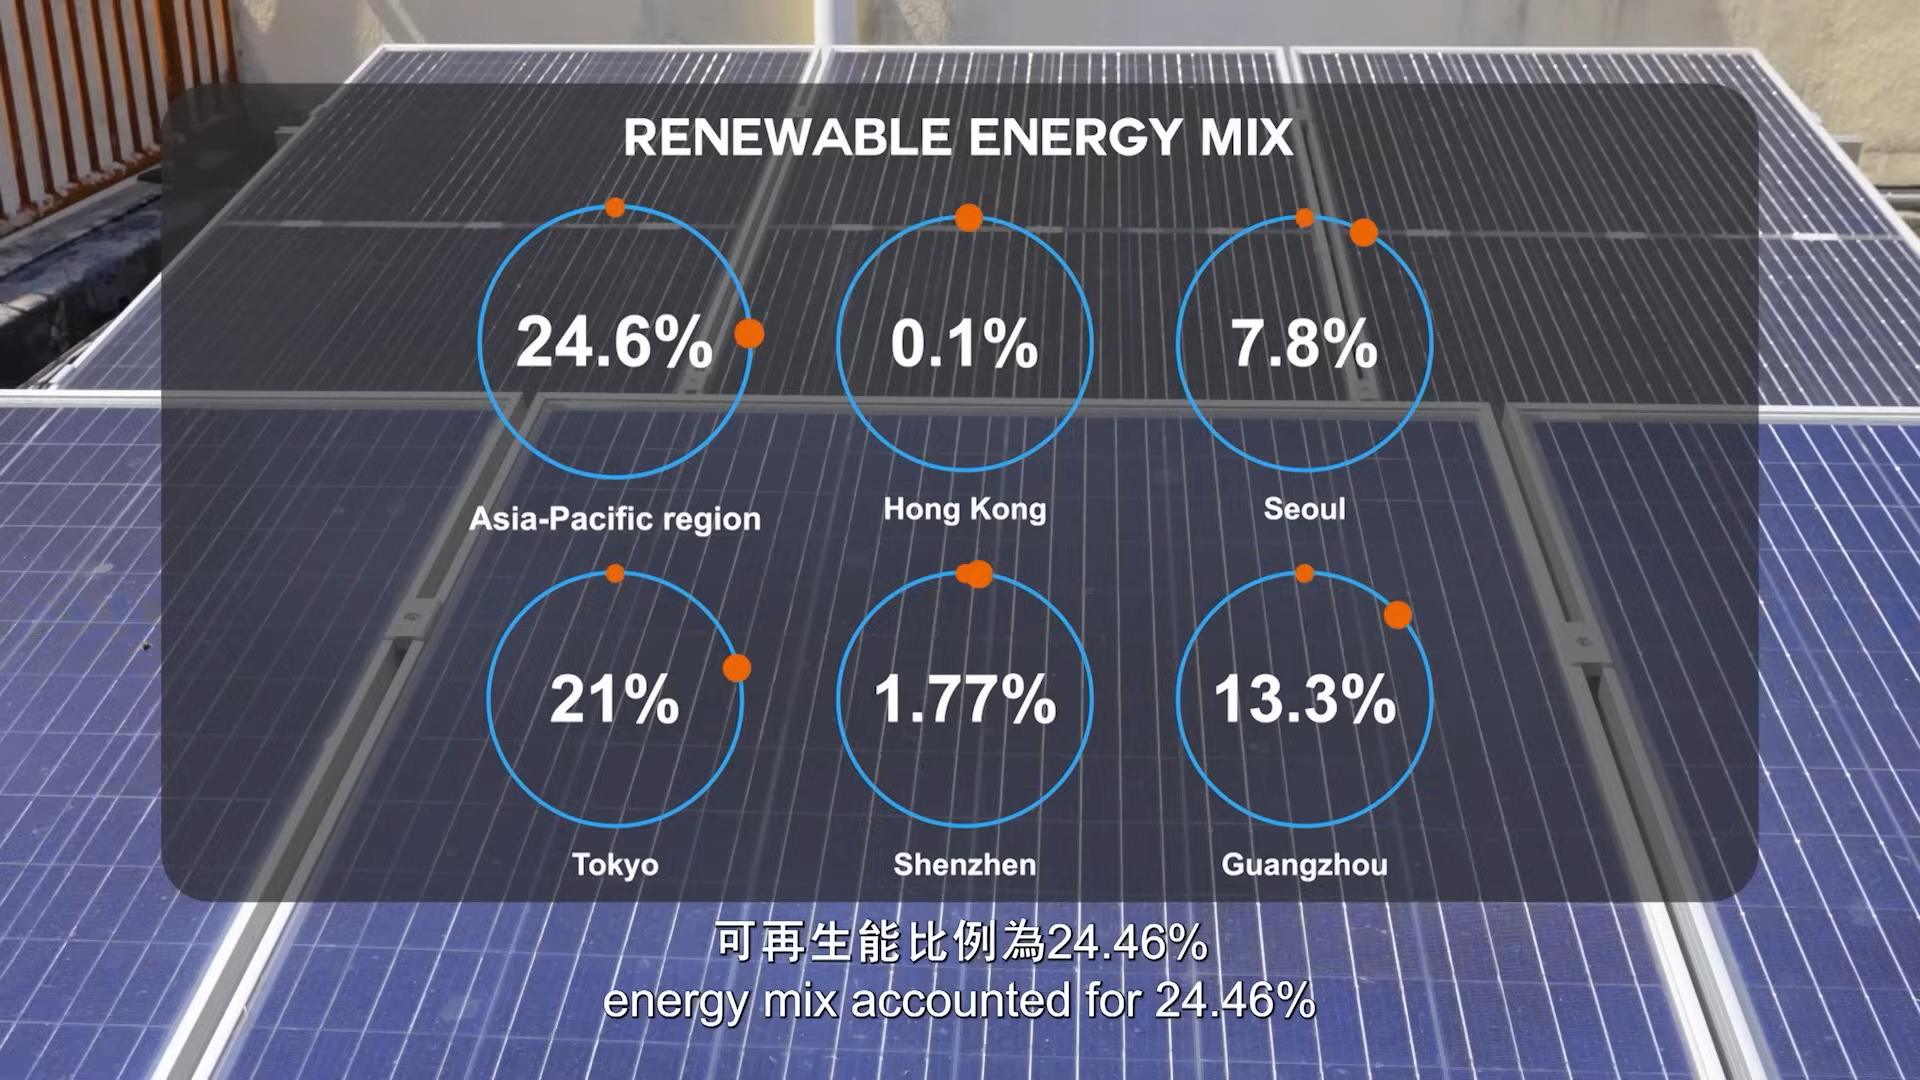 RENEWABLE ENERGY MIX
24.6%
0.1%
7.8%
Asia-Pacific region
Hong Kong
Seoul
21%
1.77%
13.3%
Tokyo
Shenzhen
Guangzhou
可再生能比例為24.46%
energy mix accounted for 24.46%